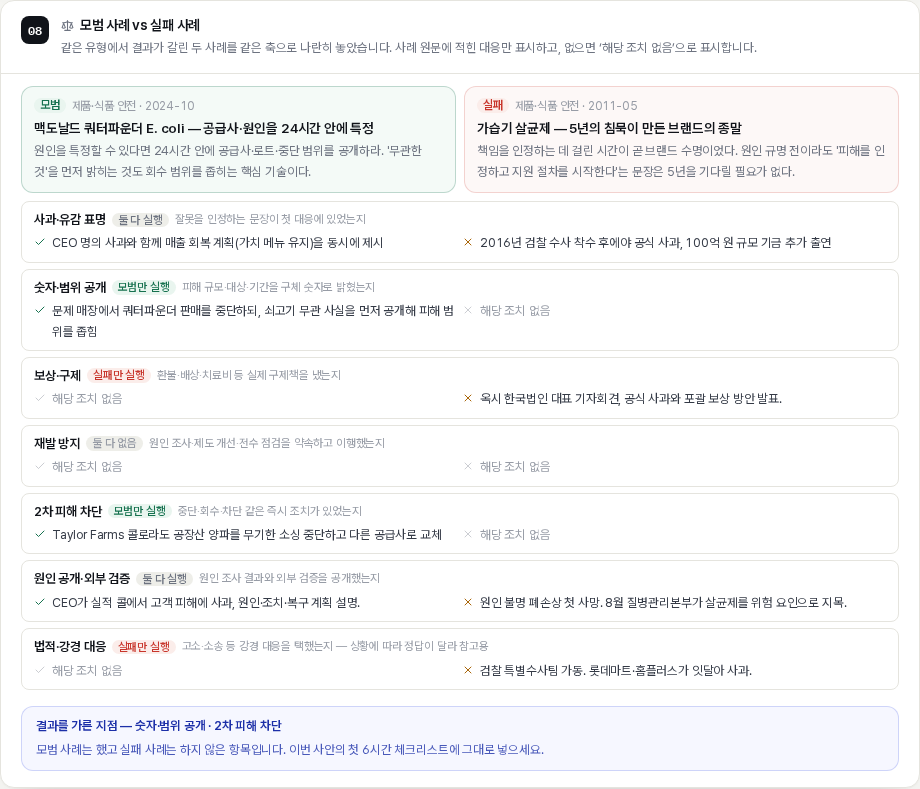 08
모범 사례 vs 실패 사례
같은 유형에서 결과가 갈린 두 사례를 같은 축으로 나란히 놓았습니다. 사례 원문에 적힌 대응만 표시하고, 없으면 '해당 조치 없음'으로 표시합니다.
모범 제품·식품 안전 · 2024-10
맥도날드 쿼터파운더 E. coli — 공급사·원인을 24시간 안에 특정
원인을 특정할 수 있다면 24시간 안에 공급사·로트·중단 범위를 공개하라. '무관한
것'을 먼저 밝히는 것도 회수 범위를 좁히는 핵심 기술이다.
실패 제품·식품 안전 · 2011-05
가습기 살균제 — 5년의 침묵이 만든 브랜드의 종말
책임을 인정하는 데 걸린 시간이 곧 브랜드 수명이었다. 원인 규명 전이라도 '피해를 인
정하고 지원 절차를 시작한다'는 문장은 5년을 기다릴 필요가 없다.
사과·유감 표명 둘 다 실행 잘못을 인정하는 문장이 첫 대응에 있었는지
CEO 명의 사과와 함께 매출 회복 계획(가치 메뉴 유지)을 동시에 제시
2016년 검찰 수사 착수 후에야 공식 사과, 100억 원 규모 기금 추가 출연
숫자·범위 공개 모범만 실행 피해 규모·대상·기간을 구체 숫자로 밝혔는지
문제 매장에서 쿼터파운더 판매를 중단하되, 쇠고기 무관 사실을 먼저 공개해 피해 범
위를 좁힘
해당 조치 없음
보상·구제 실패만 실행 환불·배상·치료비 등 실제 구제책을 냈는지
해당 조치 없음
옥시 한국법인 대표 기자회견, 공식 사과와 포괄 보상 방안 발표.
재발 방지 둘 다 없음 원인 조사·제도 개선·전수 점검을 약속하고 이행했는지
해당 조치 없음
해당 조치 없음
2차 피해 차단 모범만 실행 중단·회수·차단 같은 즉시 조치가 있었는지
Taylor Farms 콜로라도 공장산 양파를 무기한 소싱 중단하고 다른 공급사로 교체
해당 조치 없음
원인 공개·외부 검증 둘 다 실행 원인 조사 결과와 외부 검증을 공개했는지
CEO가 실적 콜에서 고객 피해에 사과, 원인·조치·복구 계획 설명.
원인 불명 폐손상 첫 사망. 8월 질병관리본부가 살균제를 위험 요인으로 지목.
법적·강경 대응 실패만 실행 고소·소송 등 강경 대응을 택했는지 — 상황에 따라 정답이 달라 참고용
해당 조치 없음
검찰 특별수사팀 가동. 롯데마트·홈플러스가 잇달아 사과.
결과를 가른 지점 — 숫자·범위 공개 · 2차 피해 차단
모범 사례는 했고 실패 사례는 하지 않은 항목입니다. 이번 사안의 첫 6시간 체크리스트에 그대로 넣으세요.